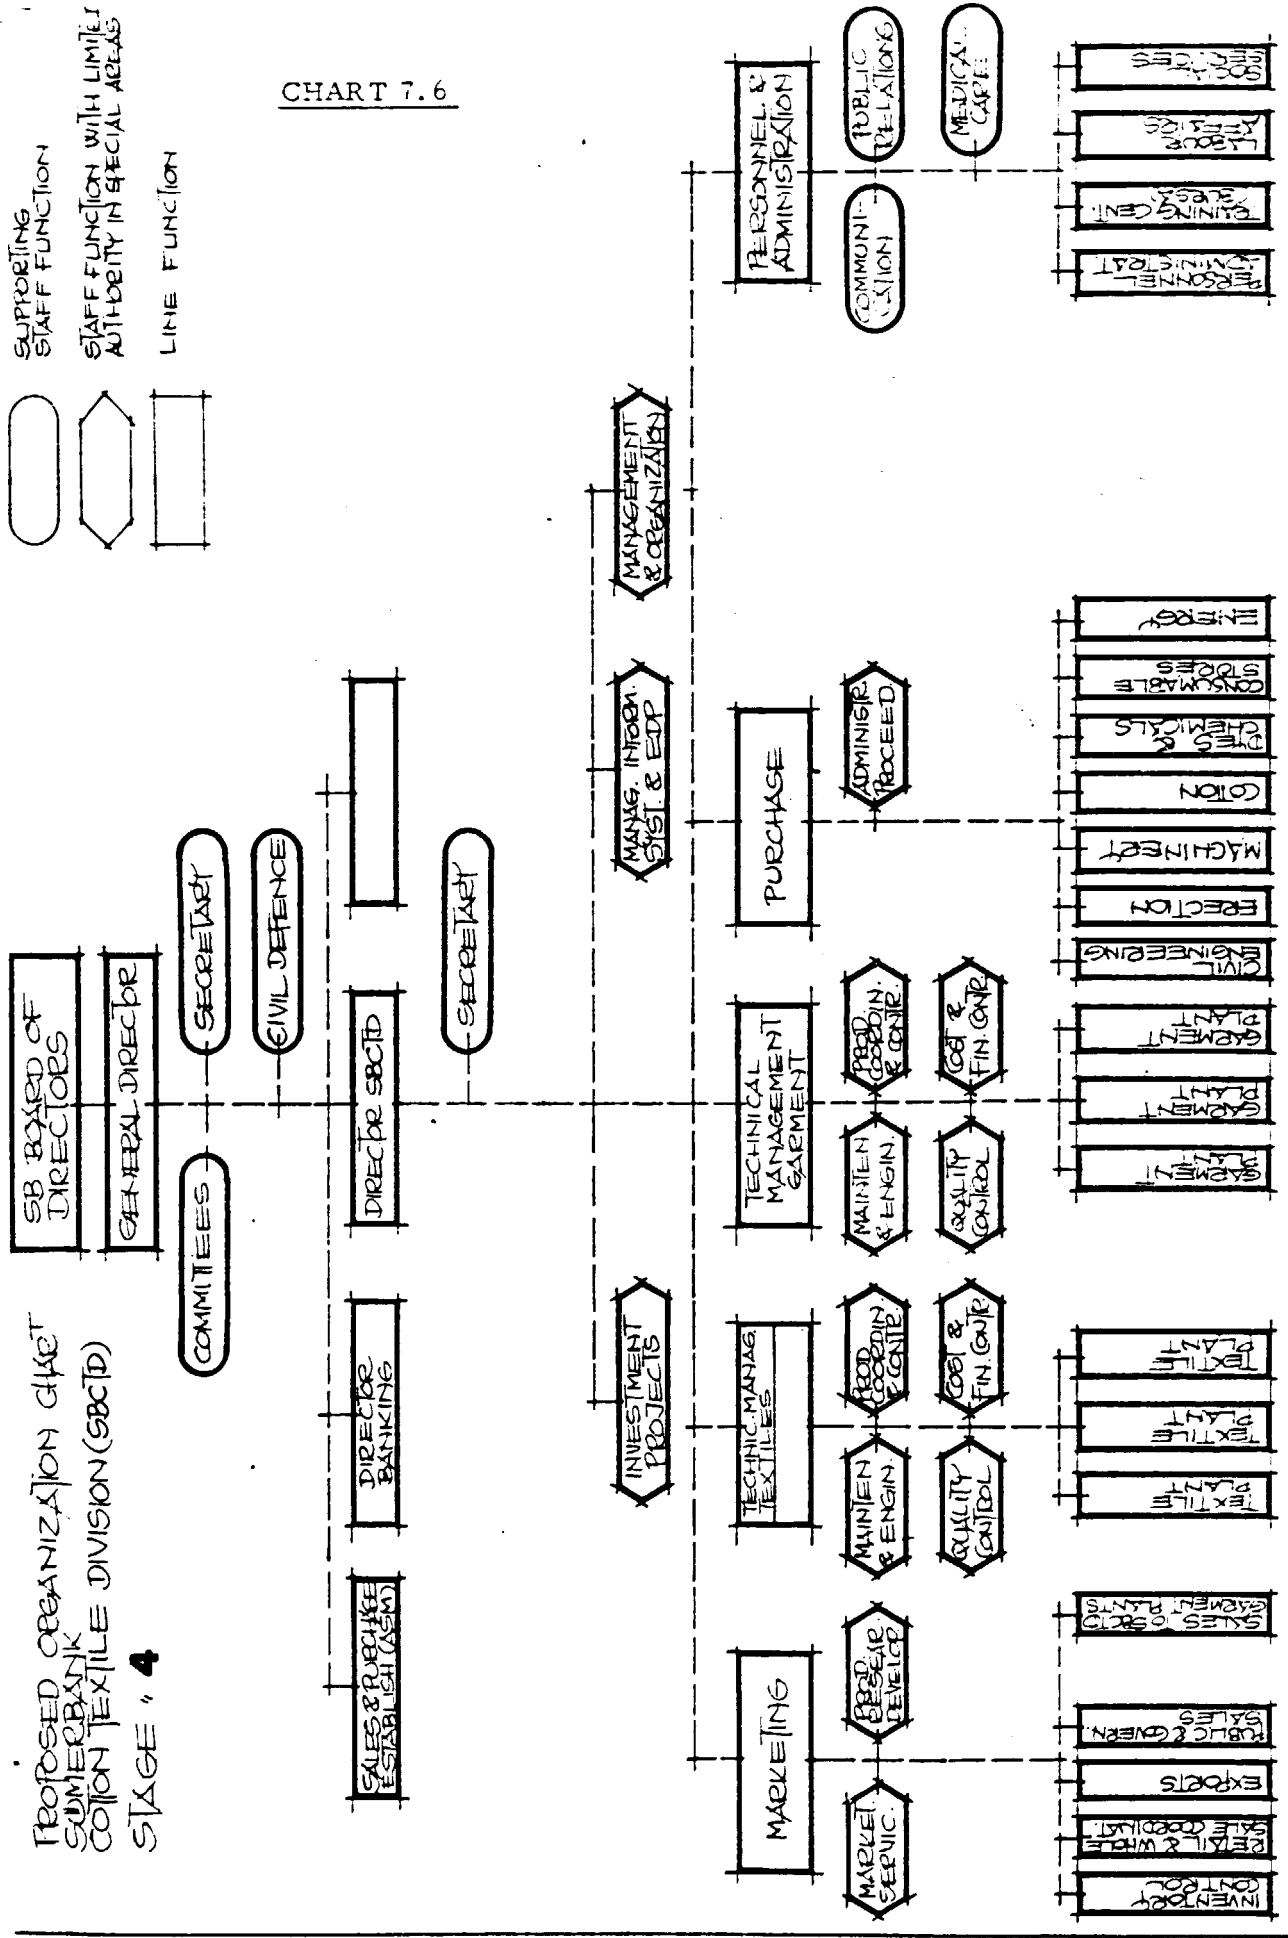 CHART 7.6
PROPOSED ORGANIZATION CHART
SUMERBANK
COTTON TEXTILE DIVISION (SBCTD)
STAGE : 4
SUPPORTING
STAFF FUNCTION
STAFF FUNCTION WITH LIMITED
AUTHORITY IN SPECIAL AREAS
LINE FUNCTION
SB BOARD OF
DIRECTORS
GENERAL DIRECTOR
COMMITTEES
SECRETARY
CIVIL DEFENCE
SALES & PURCHASE
ESTABLISH (ASM)
DIRECTOR
BANKING
DIRECTOR SBCTD
SECRETARY
INVESTMENT
PROJECTS
MANAG. INFORM.
SYST. & EDP
MANAGEMENT
& ORGANIZATION
MARKETING
TECHNIC. MANAG.
TEXTILES
TECHNICAL
MANAGEMENT
GARMENT
PURCHASE
PERSONNEL &
ADMINISTRATION
MARKET
SERVIC.
PROD
RESEAR.
DEVELOP
MAINTEN
& ENGIN.
PROD
COORDIN.
& CONTR.
QUALITY
CONTROL
COST &
FIN. CONTR.
MAINTEN
& ENGIN.
PROD
COORDIN.
& CONTR.
QUALITY
CONTROL
COST &
FIN. CONTR.
ADMINISTR.
PROCEED.
COMMUNI-
CATION
PUBLIC
RELATIONS
MEDICAL
CARE
INVENTORY
CONTROL
RETAIL & WHOLE
SALE COORDINAT.
EXPORTS
PUBLIC & GOVERN.
SALES
SALES TO SBCTD
GARMENT PLANTS
TEXTILE
PLANT
TEXTILE
PLANT
TEXTILE
PLANT
GARMENT
PLANT
GARMENT
PLANT
GARMENT
PLANT
CIVIL
ENGINEERING
ERECTION
MACHINERY
COTTON
DYES &
CHEMICALS
CONSUMABLE
STORES
ENERGY
PERSONNEL
ADMINISTRAT
TRAINING CENT.
(BURSA)
LABOUR
AFFAIRS
SOCIAL
SERVICES